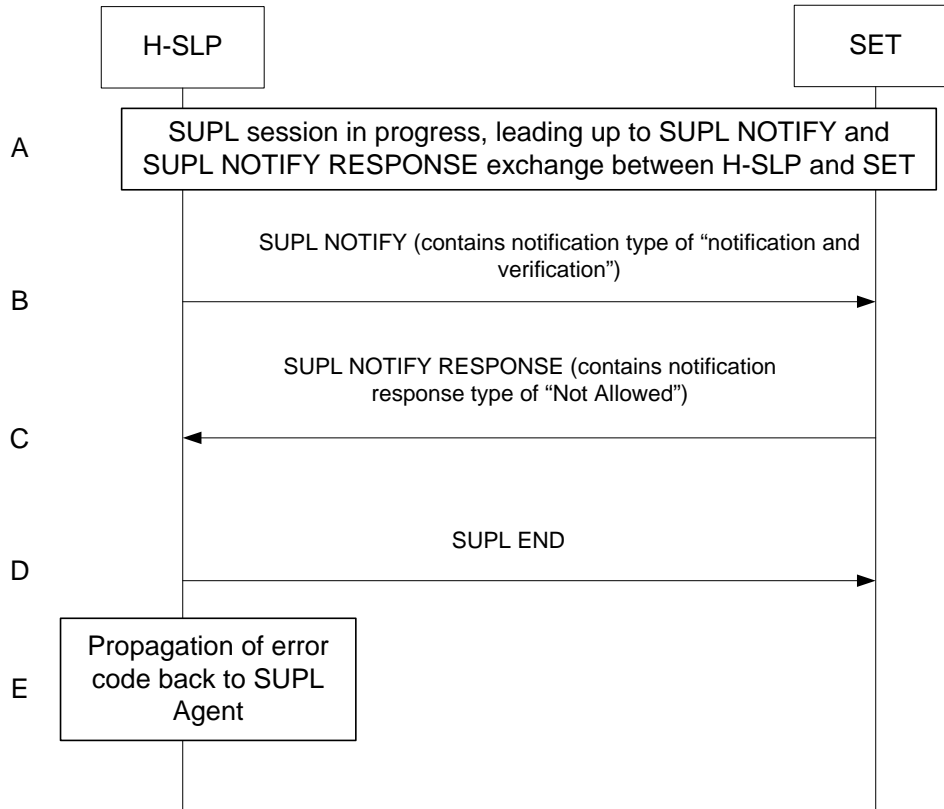 H-SLP
SET
A
SUPL session in progress, leading up to SUPL NOTIFY and
SUPL NOTIFY RESPONSE exchange between H-SLP and SET
SUPL NOTIFY (contains notification type of “notification and
verification”)
B
SUPL NOTIFY RESPONSE (contains notification
response type of “Not Allowed”)
C
SUPL END
D
Propagation of error
code back to SUPL
Agent
E